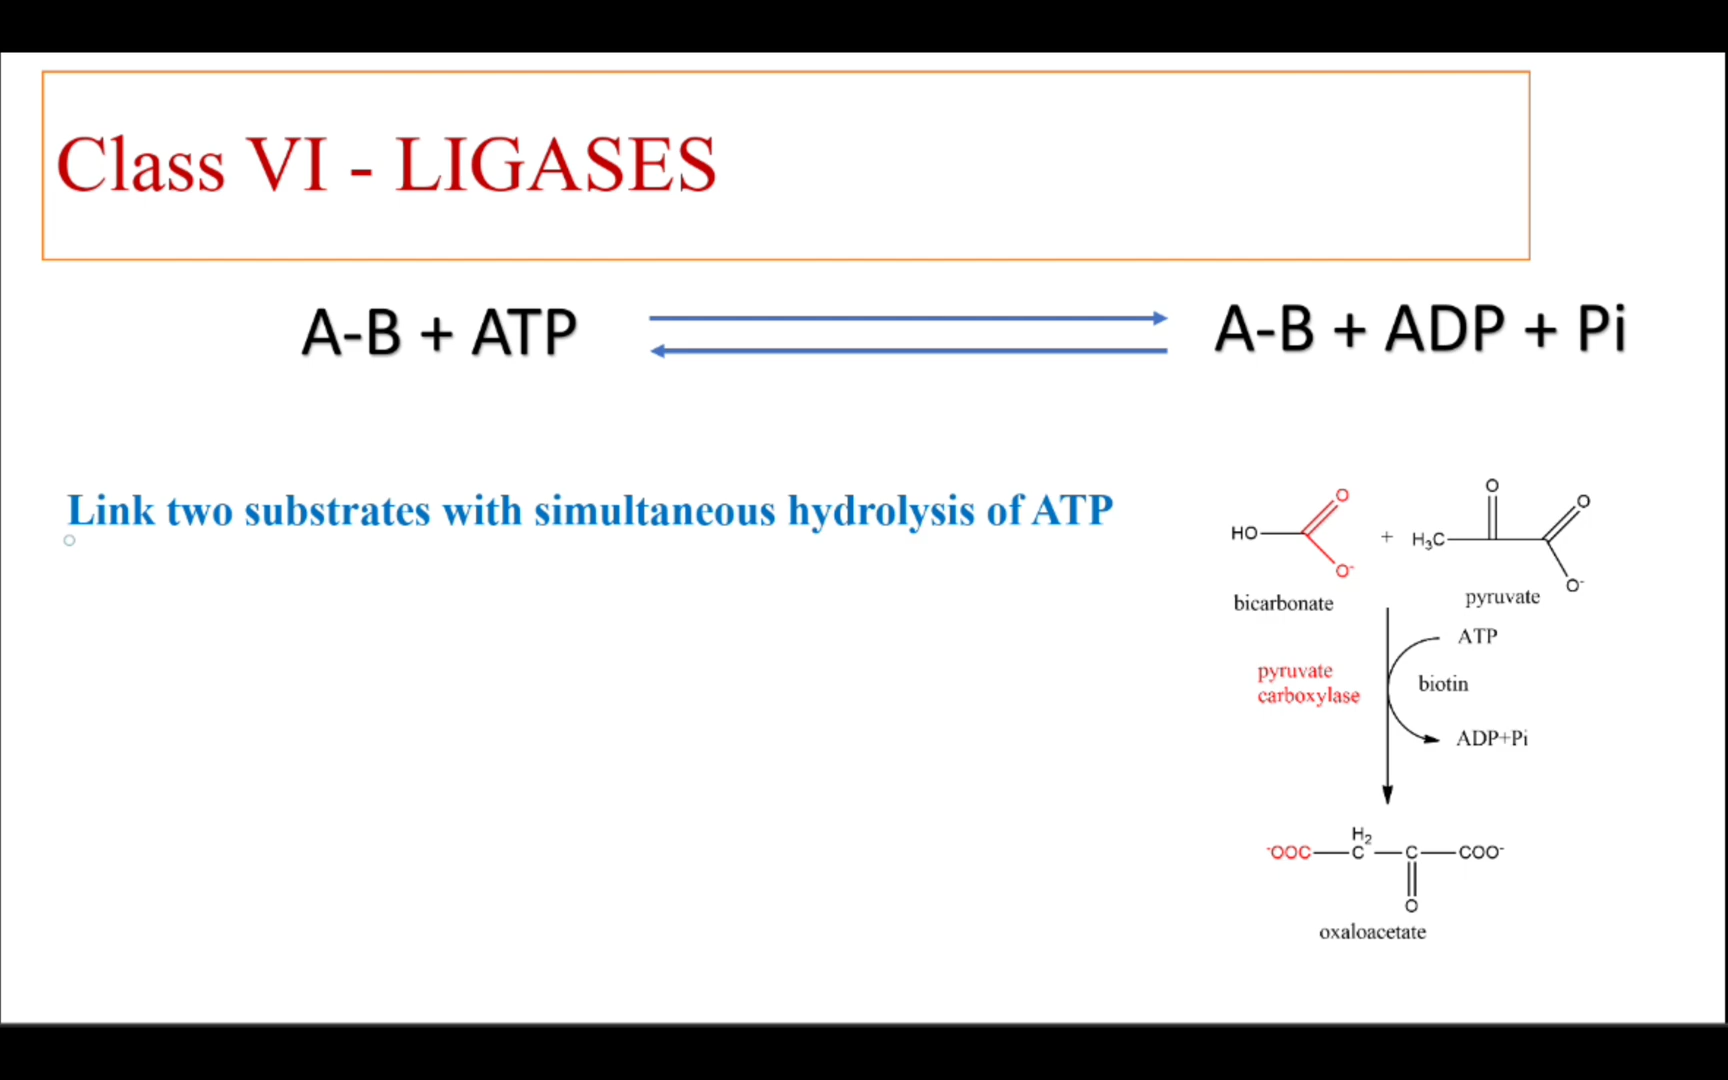 Class VI - LIGASES
A-B + ATP
A-B + ADP + Pi
Link two substrates with simultaneous hydrolysis of ATP
HO
O
O-
bicarbonate
+
H3C
O
O
O-
pyruvate
ATP
pyruvate
carboxylase
biotin
ADP+Pi
H2
-OOC—C—C—COO-
O
oxaloacetate